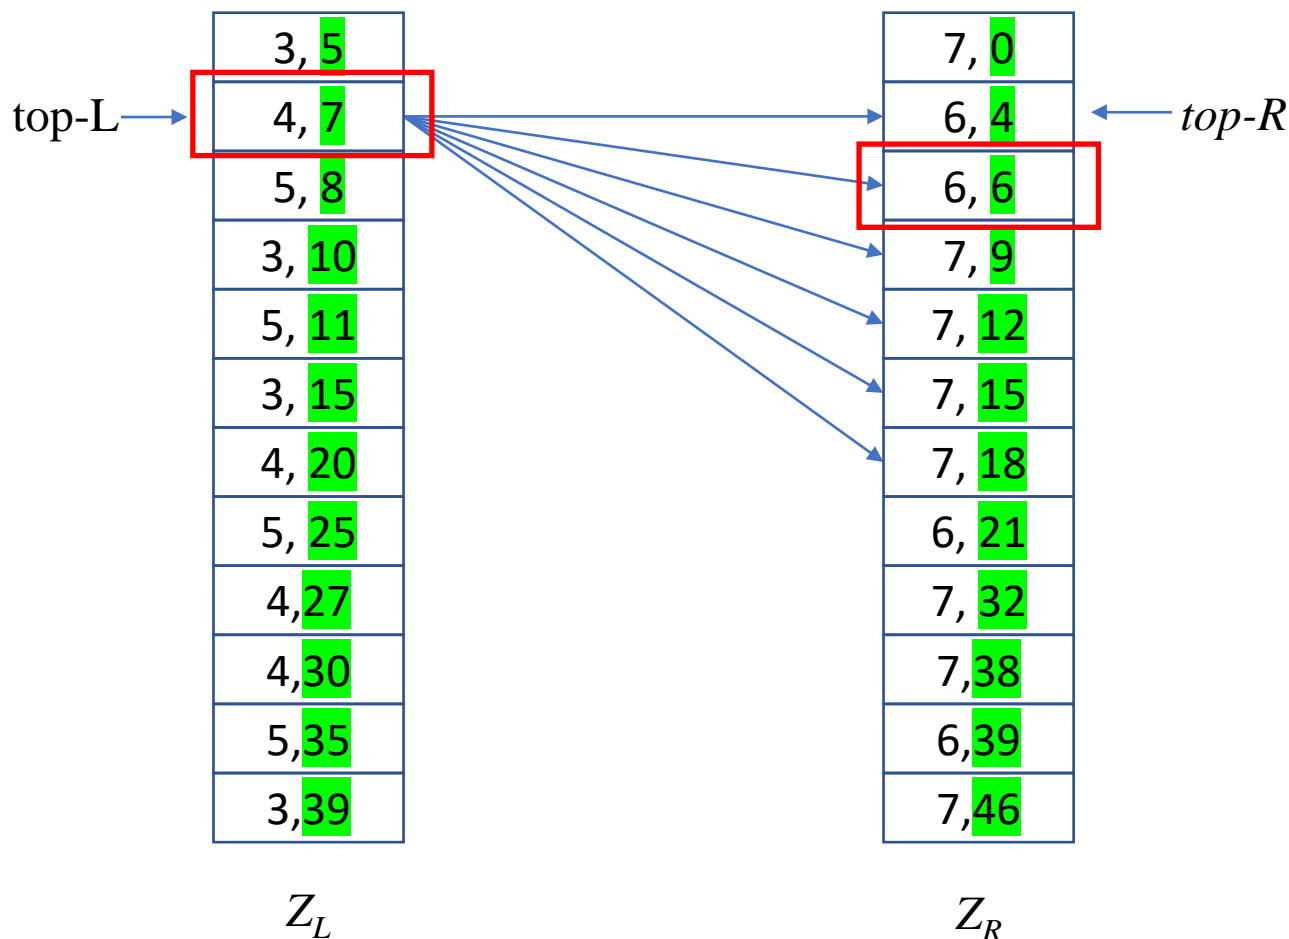 3, 5 7, 0
top-L 4, 7 6, 4 top-R
5, 8 6, 6
3, 10 7, 9
5, 11 7, 12
3, 15 7, 15
4, 20 7, 18
5, 25 6, 21
4,27 7, 32
4,30 7,38
5,35 6,39
3,39 7,46
Z_L Z_R